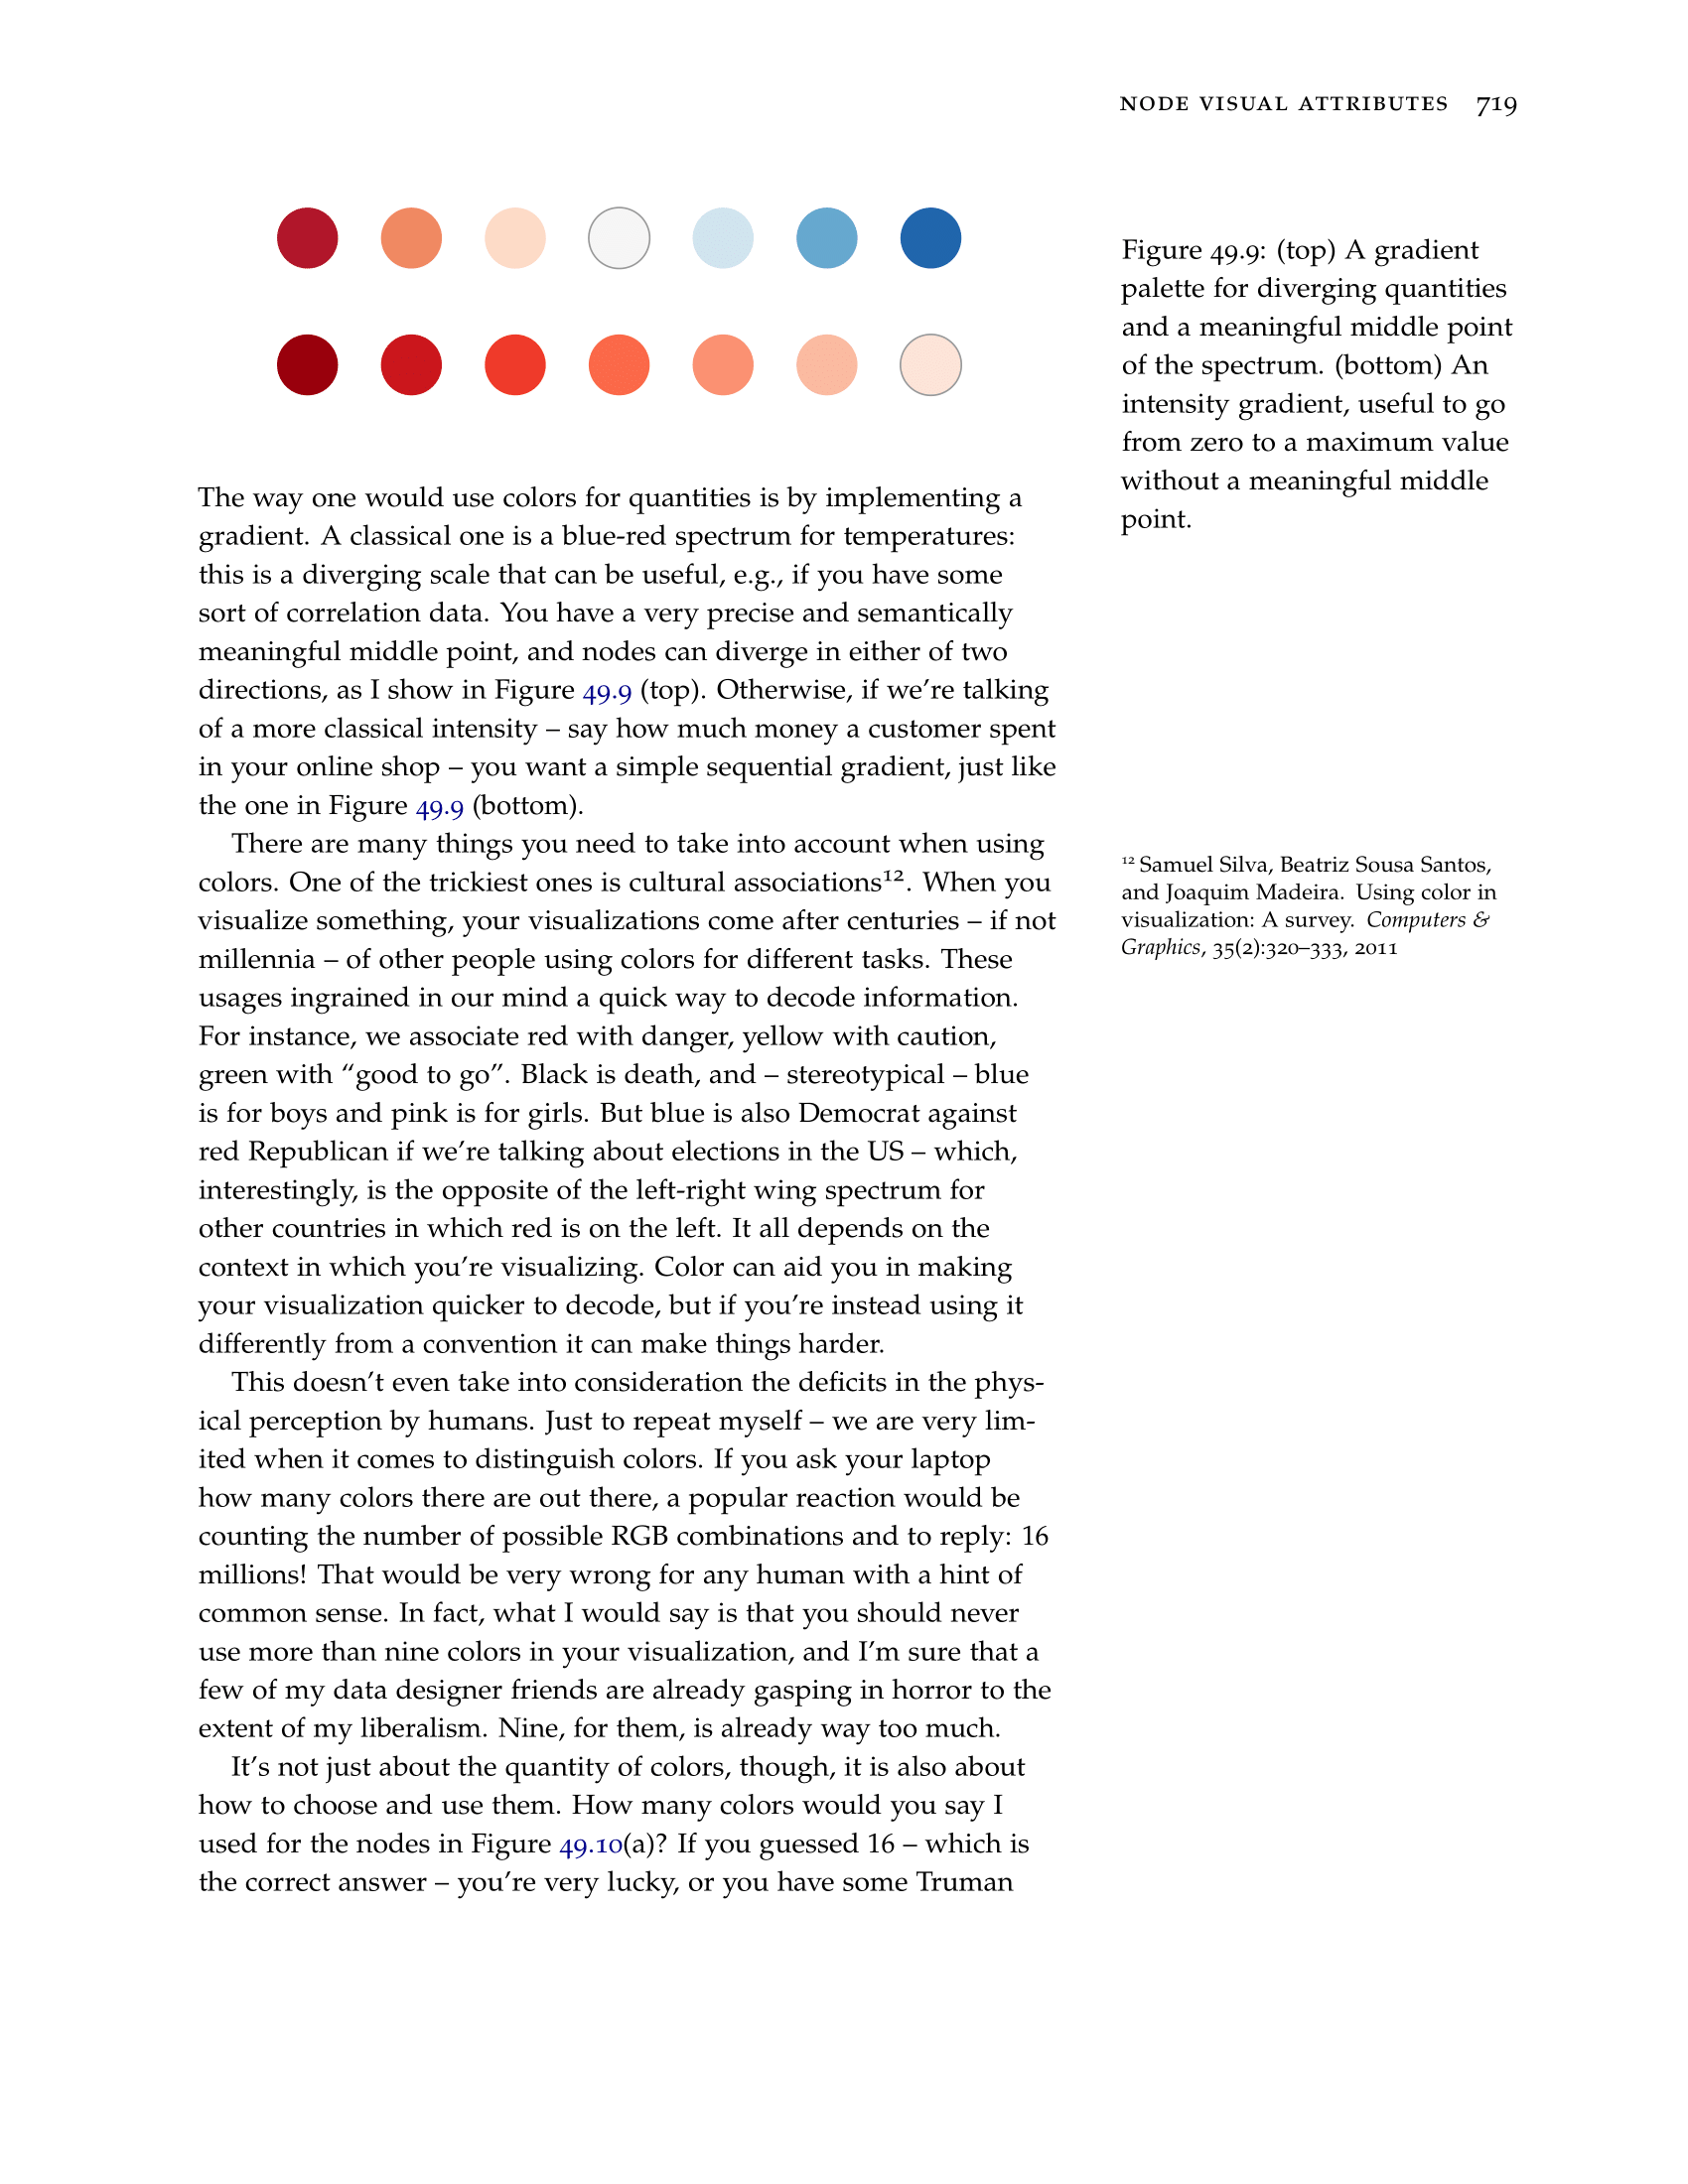 NODE VISUAL ATTRIBUTES 719
Figure 49.9: (top) A gradient
palette for diverging quantities
and a meaningful middle point
of the spectrum. (bottom) An
intensity gradient, useful to go
from zero to a maximum value
without a meaningful middle
point.
The way one would use colors for quantities is by implementing a
gradient. A classical one is a blue-red spectrum for temperatures:
this is a diverging scale that can be useful, e.g., if you have some
sort of correlation data. You have a very precise and semantically
meaningful middle point, and nodes can diverge in either of two
directions, as I show in Figure 49.9 (top). Otherwise, if we’re talking
of a more classical intensity – say how much money a customer spent
in your online shop – you want a simple sequential gradient, just like
the one in Figure 49.9 (bottom).
There are many things you need to take into account when using
colors. One of the trickiest ones is cultural associations¹². When you
visualize something, your visualizations come after centuries – if not
millennia – of other people using colors for different tasks. These
usages ingrained in our mind a quick way to decode information.
For instance, we associate red with danger, yellow with caution,
green with “good to go”. Black is death, and – stereotypical – blue
is for boys and pink is for girls. But blue is also Democrat against
red Republican if we’re talking about elections in the US – which,
interestingly, is the opposite of the left-right wing spectrum for
other countries in which red is on the left. It all depends on the
context in which you’re visualizing. Color can aid you in making
your visualization quicker to decode, but if you’re instead using it
differently from a convention it can make things harder.
¹² Samuel Silva, Beatriz Sousa Santos,
and Joaquim Madeira. Using color in
visualization: A survey. Computers &
Graphics, 35(2):320–333, 2011
This doesn’t even take into consideration the deficits in the phys-
ical perception by humans. Just to repeat myself – we are very lim-
ited when it comes to distinguish colors. If you ask your laptop
how many colors there are out there, a popular reaction would be
counting the number of possible RGB combinations and to reply: 16
millions! That would be very wrong for any human with a hint of
common sense. In fact, what I would say is that you should never
use more than nine colors in your visualization, and I’m sure that a
few of my data designer friends are already gasping in horror to the
extent of my liberalism. Nine, for them, is already way too much.
It’s not just about the quantity of colors, though, it is also about
how to choose and use them. How many colors would you say I
used for the nodes in Figure 49.10(a)? If you guessed 16 – which is
the correct answer – you’re very lucky, or you have some Truman